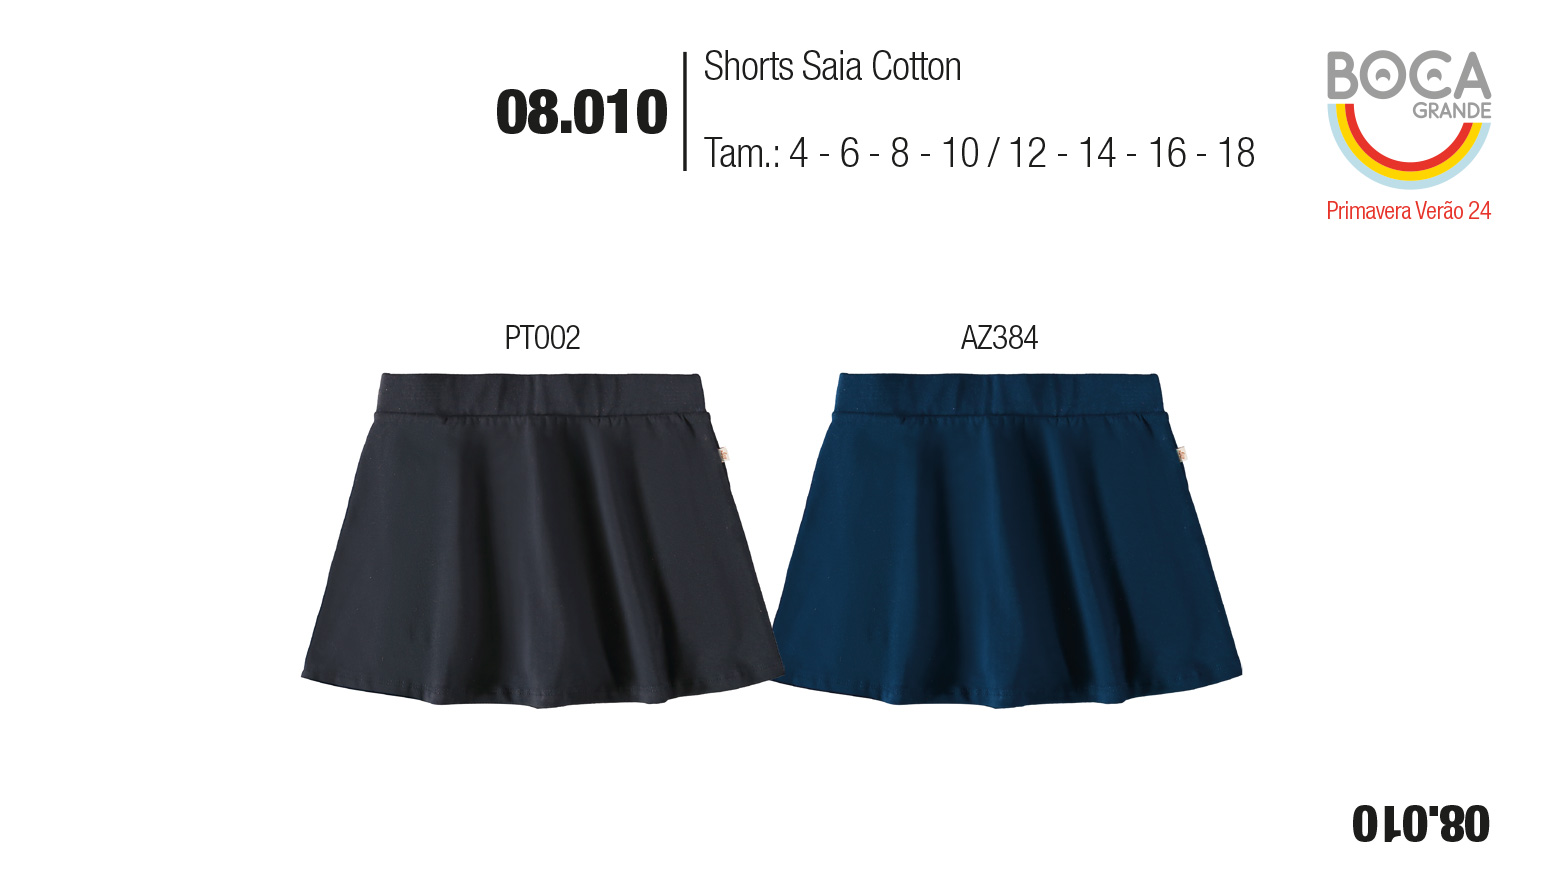 08.010
Shorts Saia Cotton
Tam.: 4 - 6 - 8 - 10 / 12 - 14 - 16 - 18
BOCA
GRANDE
Primavera Verão 24
PT002
AZ384
08.010